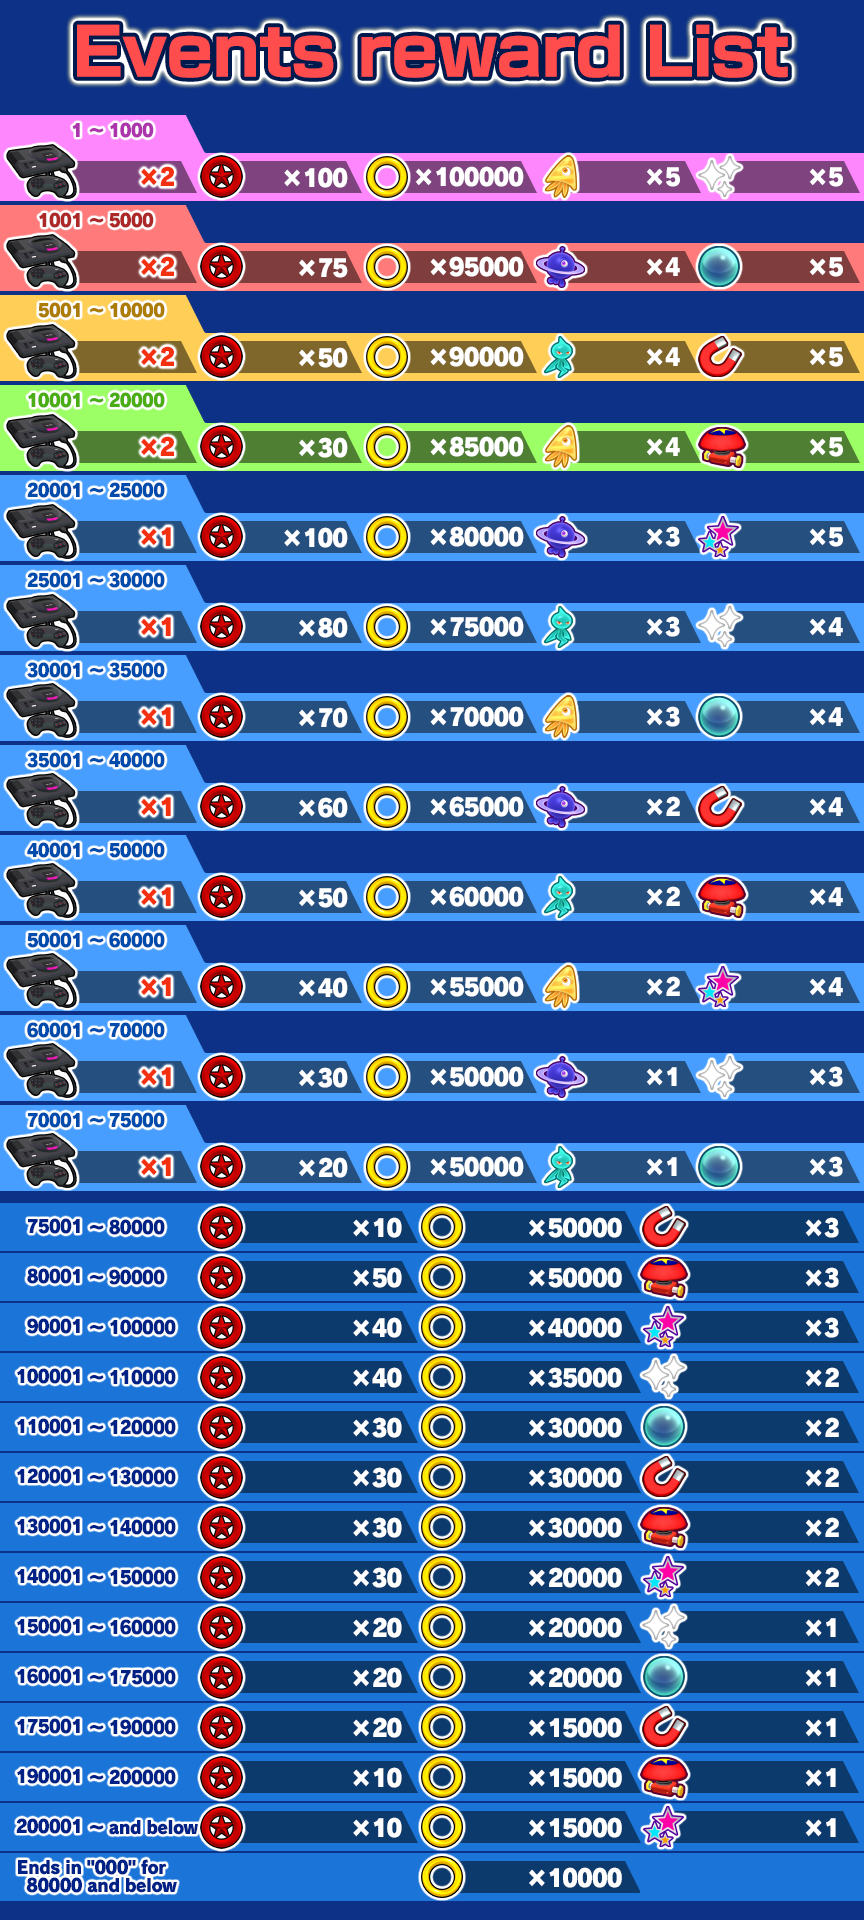 Events reward List
1 ~ 1000
×2 ×100 ×100000 ×5 ×5
1001 ~ 5000
×2 ×75 ×95000 ×4 ×5
5001 ~ 10000
×2 ×50 ×90000 ×4 ×5
10001 ~ 20000
×2 ×30 ×85000 ×4 ×5
20001 ~ 25000
×1 ×100 ×80000 ×3 ×5
25001 ~ 30000
×1 ×80 ×75000 ×3 ×4
30001 ~ 35000
×1 ×70 ×70000 ×3 ×4
35001 ~ 40000
×1 ×60 ×65000 ×2 ×4
40001 ~ 50000
×1 ×50 ×60000 ×2 ×4
50001 ~ 60000
×1 ×40 ×55000 ×2 ×4
60001 ~ 70000
×1 ×30 ×50000 ×1 ×3
70001 ~ 75000
×1 ×20 ×50000 ×1 ×3
75001 ~ 80000 ×10 ×50000 ×3
80001 ~ 90000 ×50 ×50000 ×3
90001 ~ 100000 ×40 ×40000 ×3
100001 ~ 110000 ×40 ×35000 ×2
110001 ~ 120000 ×30 ×30000 ×2
120001 ~ 130000 ×30 ×30000 ×2
130001 ~ 140000 ×30 ×30000 ×2
140001 ~ 150000 ×30 ×20000 ×2
150001 ~ 160000 ×20 ×20000 ×1
160001 ~ 175000 ×20 ×20000 ×1
175001 ~ 190000 ×20 ×15000 ×1
190001 ~ 200000 ×10 ×15000 ×1
200001 ~ and below ×10 ×15000 ×1
Ends in "000" for
80000 and below ×10000